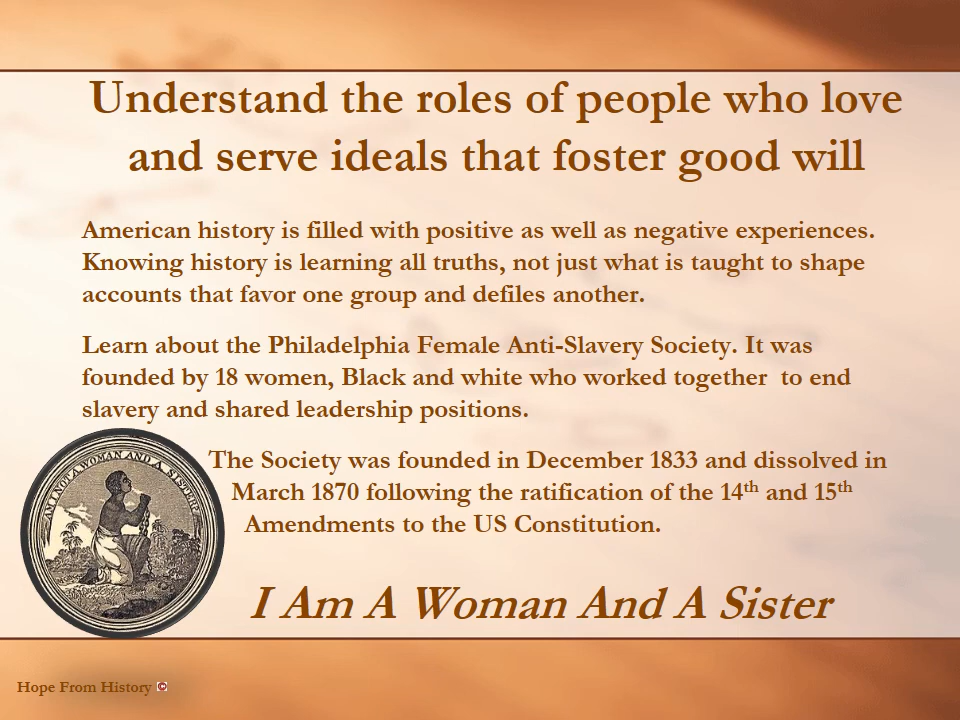 Understand the roles of people who love
and serve ideals that foster good will
American history is filled with positive as well as negative experiences.
Knowing history is learning all truths, not just what is taught to shape
accounts that favor one group and defiles another.
Learn about the Philadelphia Female Anti-Slavery Society. It was
founded by 18 women, Black and white who worked together  to end
slavery and shared leadership positions.
The Society was founded in December 1833 and dissolved in
March 1870 following the ratification of the 14th and 15th
Amendments to the US Constitution.
AM I NOT A WOMAN AND A SISTER?
I Am A Woman And A Sister
Hope From History ©